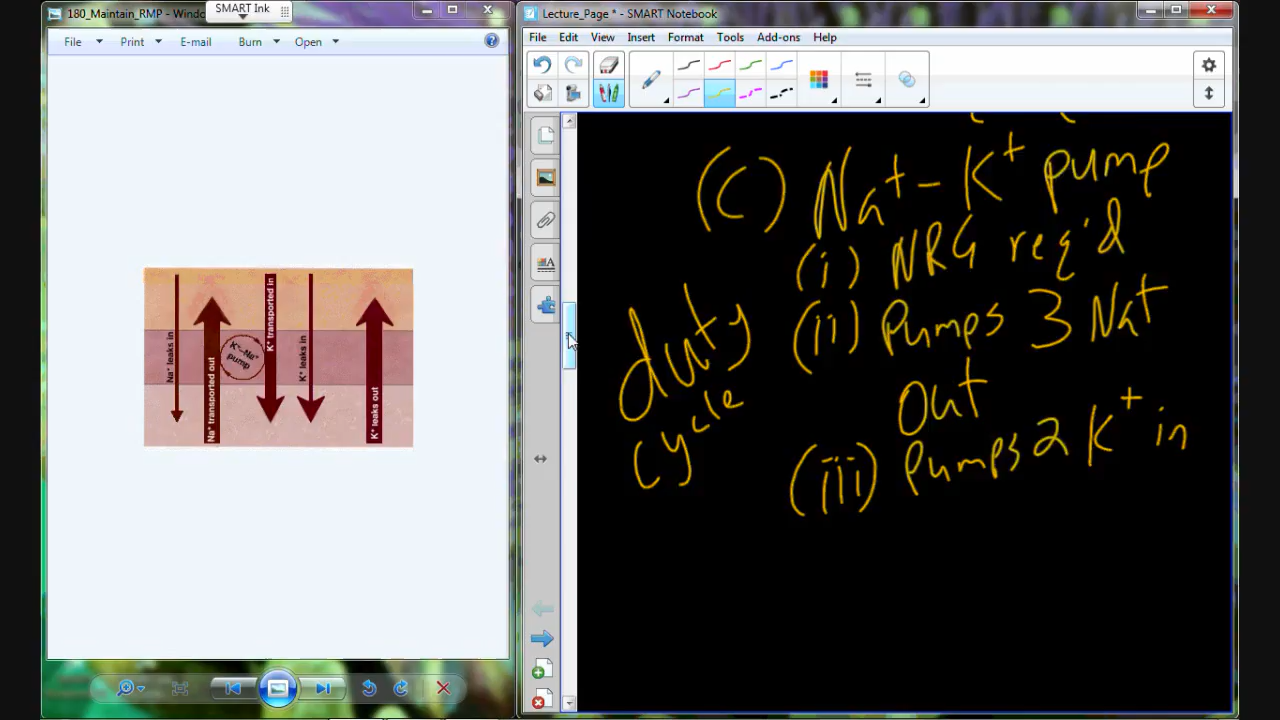 180_Maintain_RMP - Windo
SMART Ink
File Print E-mail Burn Open
Na⁺ leaks in
Na⁺ transported out
K⁺–Na⁺
pump
K⁺ transported in
K⁺ leaks in
K⁺ leaks out
Lecture_Page * - SMART Notebook
File Edit View Insert Format Tools Add-ons Help
(C) Na⁺ – K⁺ pump
(i) NRG req'd
duty (ii) Pumps 3 Na⁺
out
cycle
(iii) Pumps 2 K⁺ in